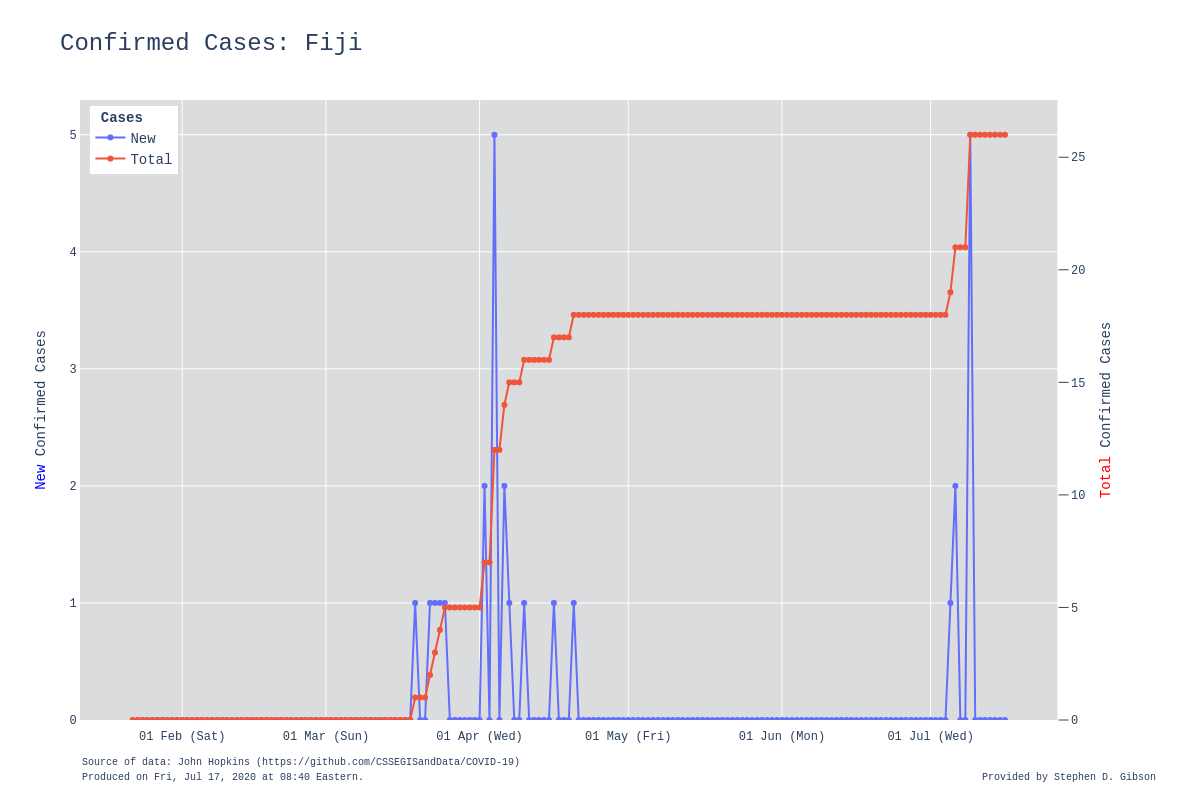 Confirmed Cases: Fiji
Cases
New
Total
5
4
3
2
1
0
25
20
15
10
5
0
New Confirmed Cases
Total Confirmed Cases
01 Feb (Sat) 01 Mar (Sun) 01 Apr (Wed) 01 May (Fri) 01 Jun (Mon) 01 Jul (Wed)
Source of data: John Hopkins (https://github.com/CSSEGISandData/COVID-19)
Produced on Fri, Jul 17, 2020 at 08:40 Eastern.
Provided by Stephen D. Gibson